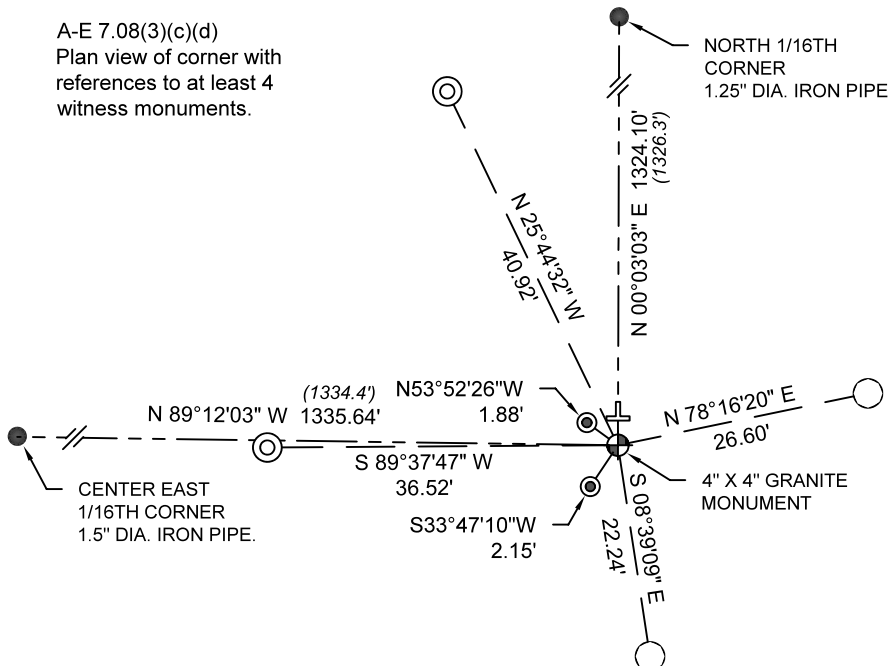 A-E 7.08(3)(c)(d)
Plan view of corner with
references to at least 4
witness monuments.
NORTH 1/16TH
CORNER
1.25" DIA. IRON PIPE
N 00°03'03" E 1324.10'
(1326.3')
N 25°44'32" W
40.92'
N53°52'26"W
1.88'
(1334.4')
N 89°12'03" W 1335.64'
N 78°16'20" E
26.60'
S 89°37'47" W
36.52'
CENTER EAST
1/16TH CORNER
1.5" DIA. IRON PIPE.
4" X 4" GRANITE
MONUMENT
S33°47'10"W
2.15'
S 08°39'09" E
22.24'